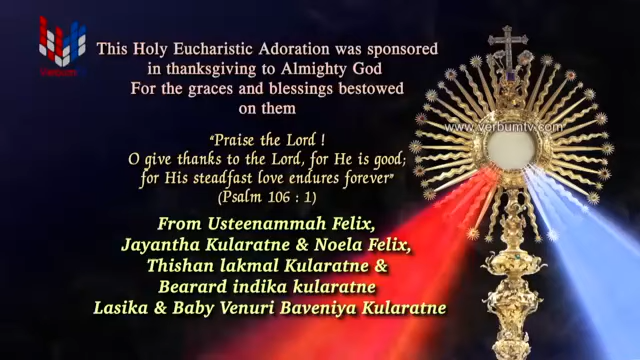 Verbum
This Holy Eucharistic Adoration was sponsored
in thanksgiving to Almighty God
For the graces and blessings bestowed
on them
www.verbumtv.com
"Praise the Lord !
O give thanks to the Lord, for He is good;
for His steadfast love endures forever"
(Psalm 106 : 1)
From Usteenammah Felix,
Jayantha Kularatne & Noela Felix,
Thishan lakmal Kularatne &
Bearard indika kularatne
Lasika & Baby Venuri Baveniya Kularatne